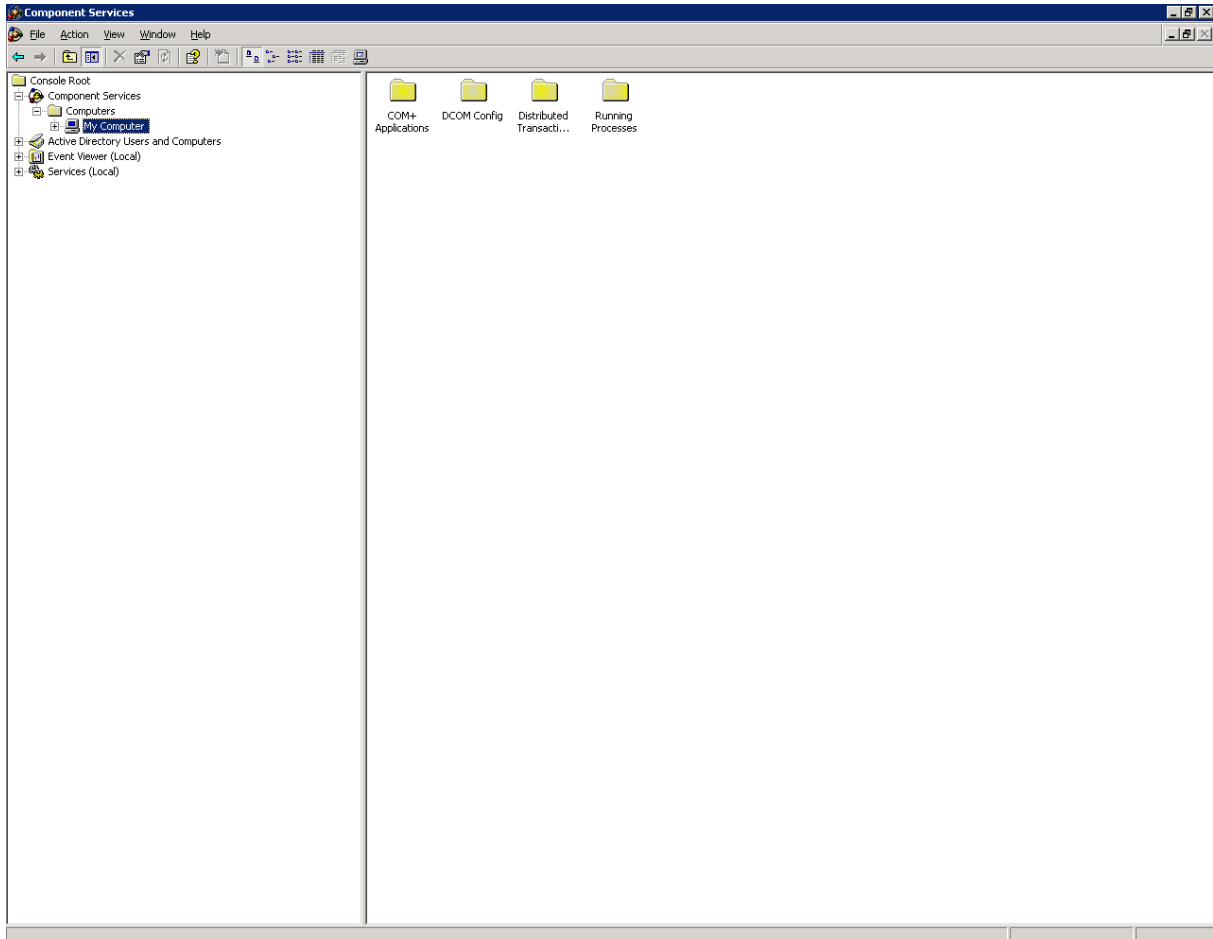 Component Services
File Action View Window Help
Console Root
Component Services
Computers
My Computer
Active Directory Users and Computers
Event Viewer (Local)
Services (Local)
COM+ Applications
DCOM Config
Distributed Transacti...
Running Processes